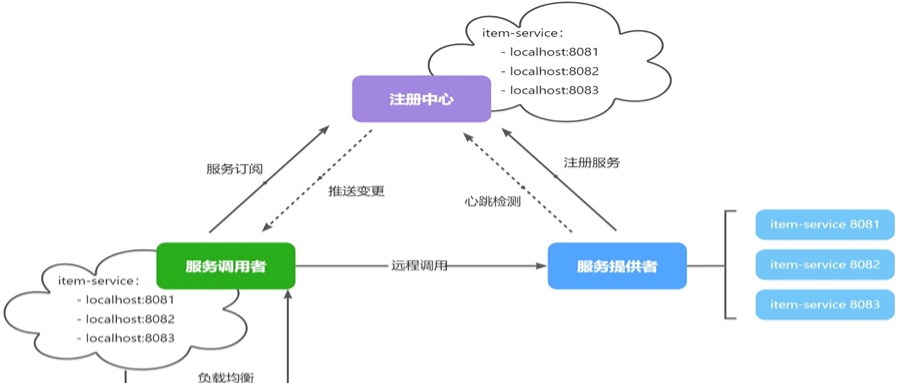 item-service：
- localhost:8081
- localhost:8082
- localhost:8083
注册中心
服务订阅
推送变更
心跳检测
注册服务
服务调用者
远程调用
服务提供者
item-service 8081
item-service 8082
item-service 8083
item-service：
- localhost:8081
- localhost:8082
- localhost:8083
负载均衡